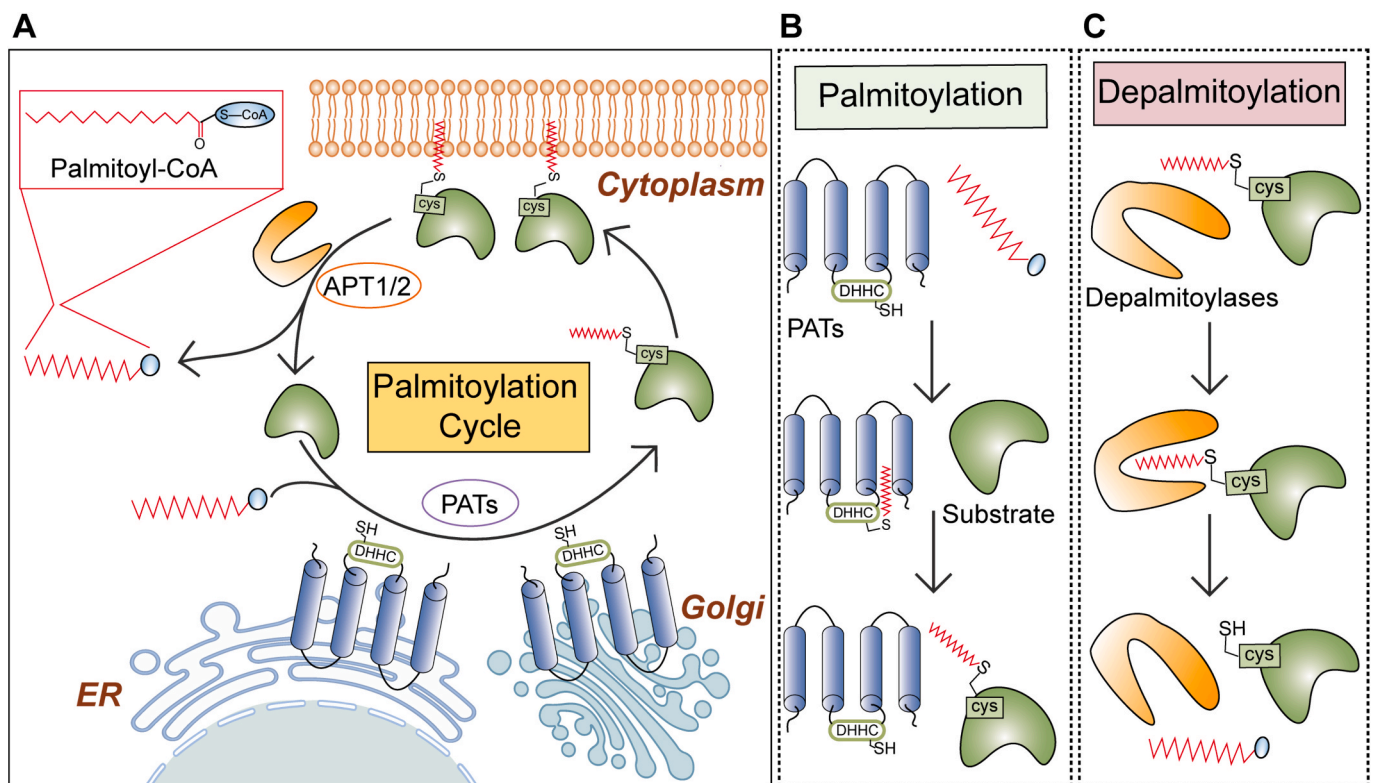 A
S—CoA
O
Palmitoyl-CoA
S
S
cys
cys
Cytoplasm
APT1/2
S
cys
Palmitoylation
Cycle
PATs
SH
DHHC
SH
DHHC
Golgi
ER
B
Palmitoylation
DHHC
SH
PATs
DHHC
S
Substrate
S
cys
DHHC
SH
C
Depalmitoylation
S
cys
Depalmitoylases
S
cys
SH
cys